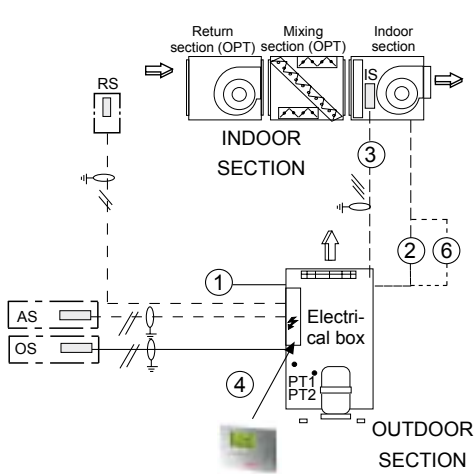 Return
section (OPT)
Mixing
section (OPT)
Indoor
section
IS
RS
INDOOR
SECTION
3
2
6
1
AS
OS
Electri-
cal box
4
PT1
PT2
OUTDOOR
SECTION